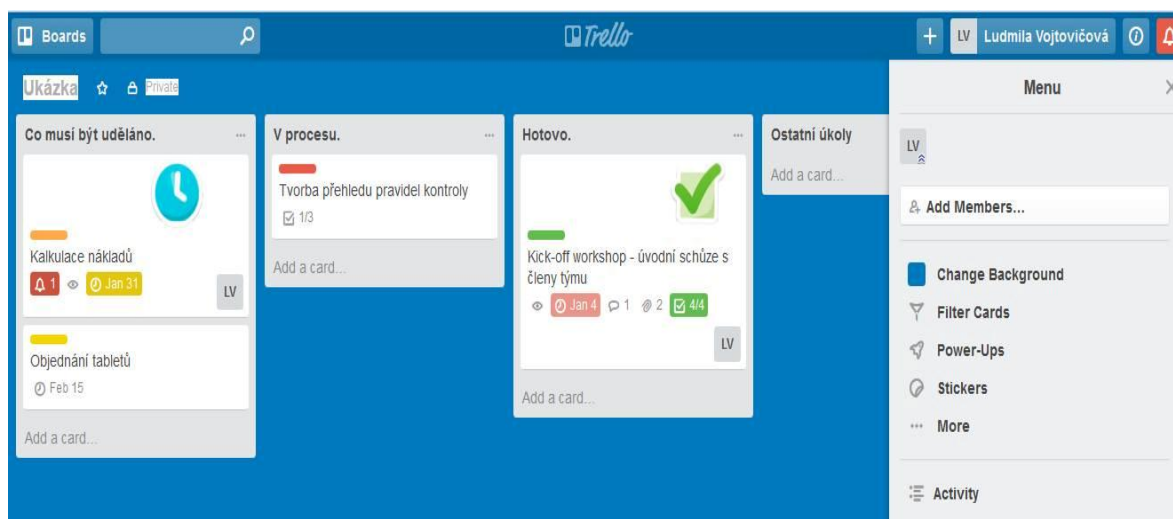 Boards
Trello
+ LV Ludmila Vojtovičová
Ukázka Private
Co musí být uděláno.
Kalkulace nákladů
1 Jan 31
LV
Objednání tabletů
Feb 15
Add a card...
V procesu.
Tvorba přehledu pravidel kontroly
1/3
Add a card...
Hotovo.
Kick-off workshop - úvodní schůze s
členy týmu
Jan 4 1 2 4/4
LV
Add a card...
Ostatní úkoly
Add a card...
Menu
LV
Add Members...
Change Background
Filter Cards
Power-Ups
Stickers
More
Activity